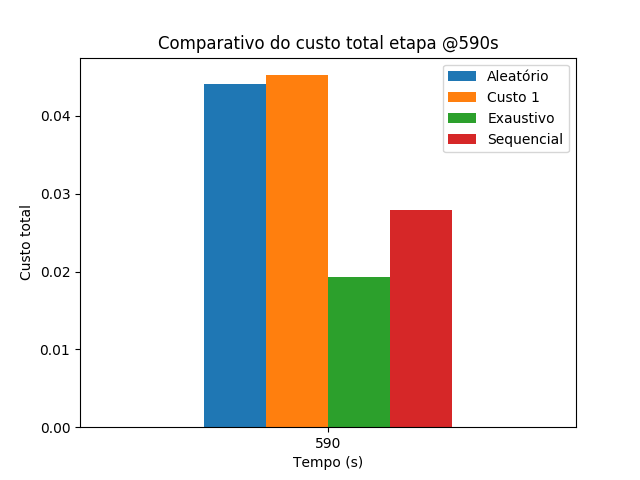 Comparativo do custo total etapa @590s
Aleatório
Custo 1
Exaustivo
Sequencial
0.04
0.03
0.02
0.01
0.00
Custo total
590
Tempo (s)